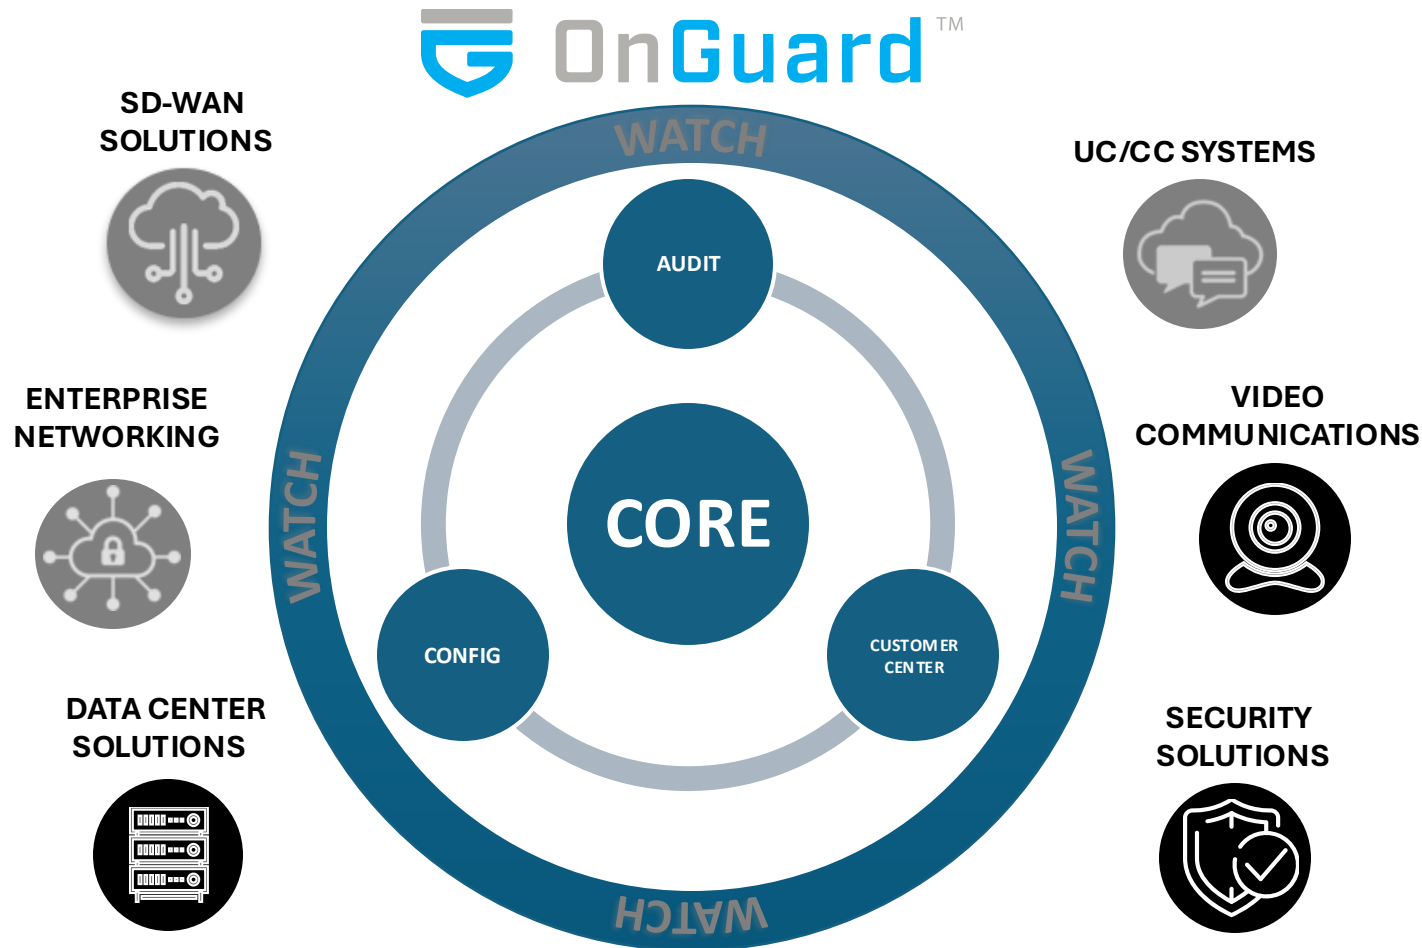 OnGuard™
SD-WAN
SOLUTIONS
WATCH
UC/CC SYSTEMS
AUDIT
ENTERPRISE
NETWORKING
VIDEO
COMMUNICATIONS
WATCH
CORE
WATCH
CONFIG
CUSTOMER
CENTER
DATA CENTER
SOLUTIONS
SECURITY
SOLUTIONS
WATCH